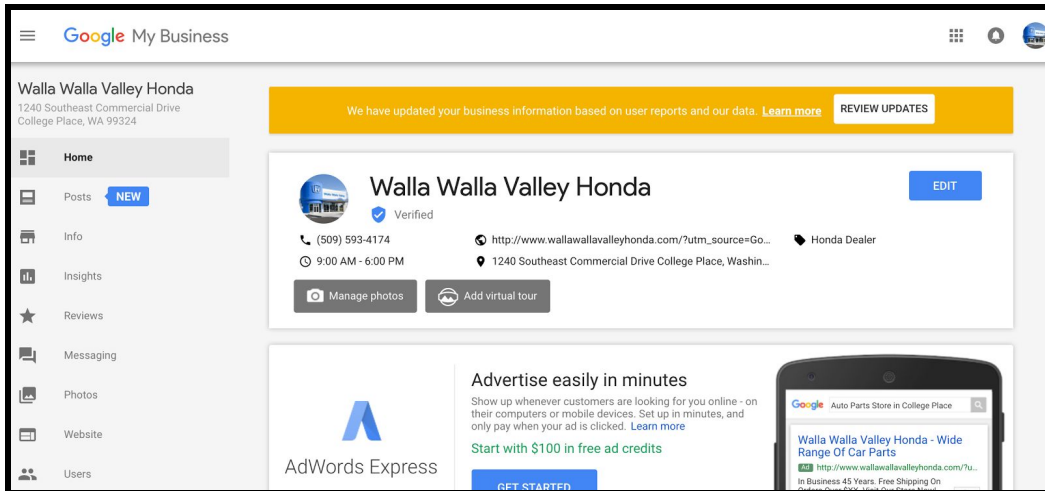 Google My Business
Walla Walla Valley Honda
1240 Southeast Commercial Drive
College Place, WA 99324
Home
Posts NEW
Info
Insights
Reviews
Messaging
Photos
Website
Users
We have updated your business information based on user reports and our data. Learn more REVIEW UPDATES
Walla Walla Valley Honda
EDIT
Verified
(509) 593-4174 http://www.wallawallavalleyhonda.com/?utm_source=Go... Honda Dealer
9:00 AM - 6:00 PM 1240 Southeast Commercial Drive College Place, Washin...
Manage photos Add virtual tour
AdWords Express
Advertise easily in minutes
Show up whenever customers are looking for you online - on
their computers or mobile devices. Set up in minutes, and
only pay when your ad is clicked. Learn more
Start with $100 in free ad credits
GET STARTED
Google Auto Parts Store in College Place
Walla Walla Valley Honda - Wide
Range Of Car Parts
Ad http://www.wallawallavalleyhonda.com/?u...
In Business 45 Years. Free Shipping On
Orders Over $XX. Visit Our Store Now!